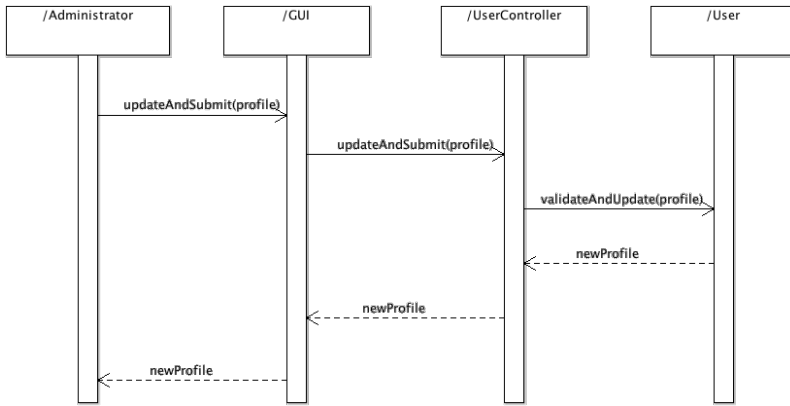 /Administrator
/GUI
/UserController
/User
updateAndSubmit(profile)
updateAndSubmit(profile)
validateAndUpdate(profile)
newProfile
newProfile
newProfile